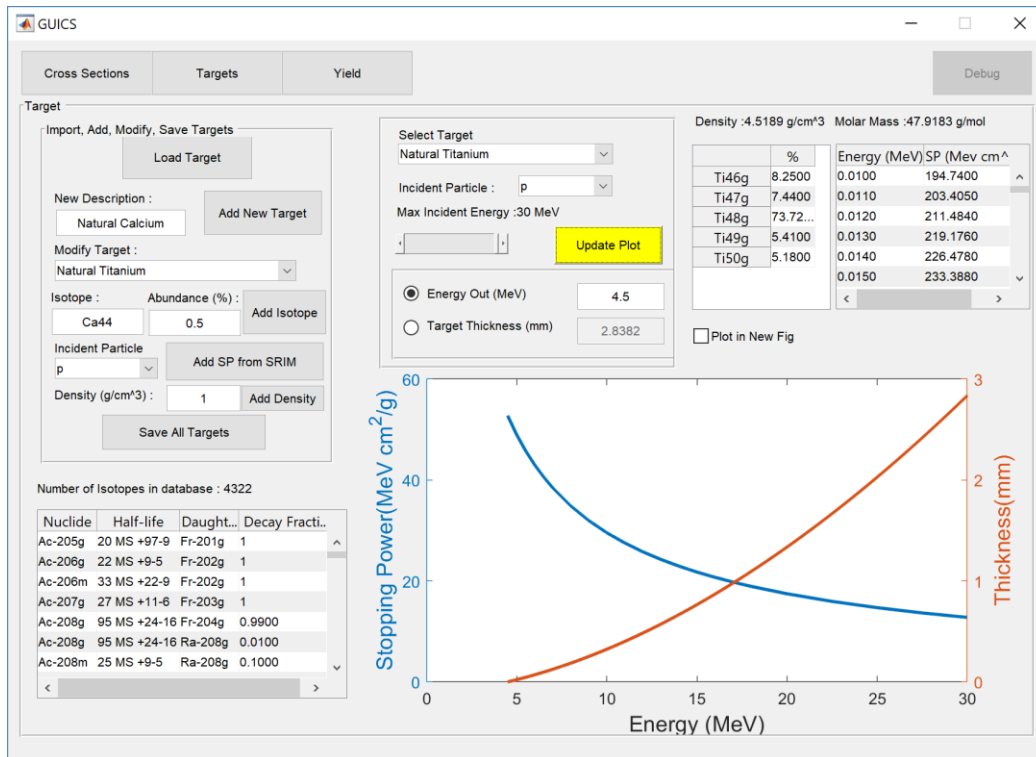 GUICS
Cross Sections
Targets
Yield
Debug
Target
Import, Add, Modify, Save Targets
Load Target
New Description :
Natural Calcium
Add New Target
Modify Target :
Natural Titanium
Isotope :
Abundance (%) :
Ca44
0.5
Add Isotope
Incident Particle
p
Add SP from SRIM
Density (g/cm^3) :
1
Add Density
Save All Targets
Select Target
Natural Titanium
Incident Particle :
p
Max Incident Energy :30 MeV
Update Plot
Energy Out (MeV)
4.5
Target Thickness (mm)
2.8382
Density :4.5189 g/cm^3 Molar Mass :47.9183 g/mol
%
Ti46g 8.2500
Ti47g 7.4400
Ti48g 73.72...
Ti49g 5.4100
Ti50g 5.1800
Energy (MeV) SP (Mev cm^
0.0100 194.7400
0.0110 203.4050
0.0120 211.4840
0.0130 219.1760
0.0140 226.4780
0.0150 233.3880
Plot in New Fig
Number of Isotopes in database : 4322
Nuclide Half-life Daught... Decay Fracti..
Ac-205g 20 MS +97-9 Fr-201g 1
Ac-206g 22 MS +9-5 Fr-202g 1
Ac-206m 33 MS +22-9 Fr-202g 1
Ac-207g 27 MS +11-6 Fr-203g 1
Ac-208g 95 MS +24-16 Fr-204g 0.9900
Ac-208g 95 MS +24-16 Ra-208g 0.0100
Ac-208m 25 MS +9-5 Ra-208g 0.1000
Stopping Power(MeV cm²/g)
60
40
20
0
0 5 10 15 20 25 30
Energy (MeV)
3
2
1
0
Thickness(mm)